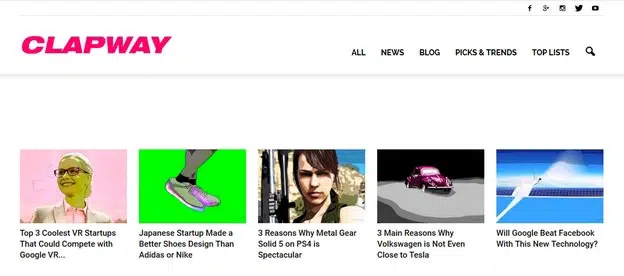 CLAPWAY
ALL NEWS BLOG PICKS & TRENDS TOP LISTS
Top 3 Coolest VR Startups
That Could Compete with
Google VR...
Japanese Startup Made a
Better Shoes Design Than
Adidas or Nike
3 Reasons Why Metal Gear
Solid 5 on PS4 is
Spectacular
3 Main Reasons Why
Volkswagen is Not Even
Close to Tesla
Will Google Beat Facebook
With This New Technology?